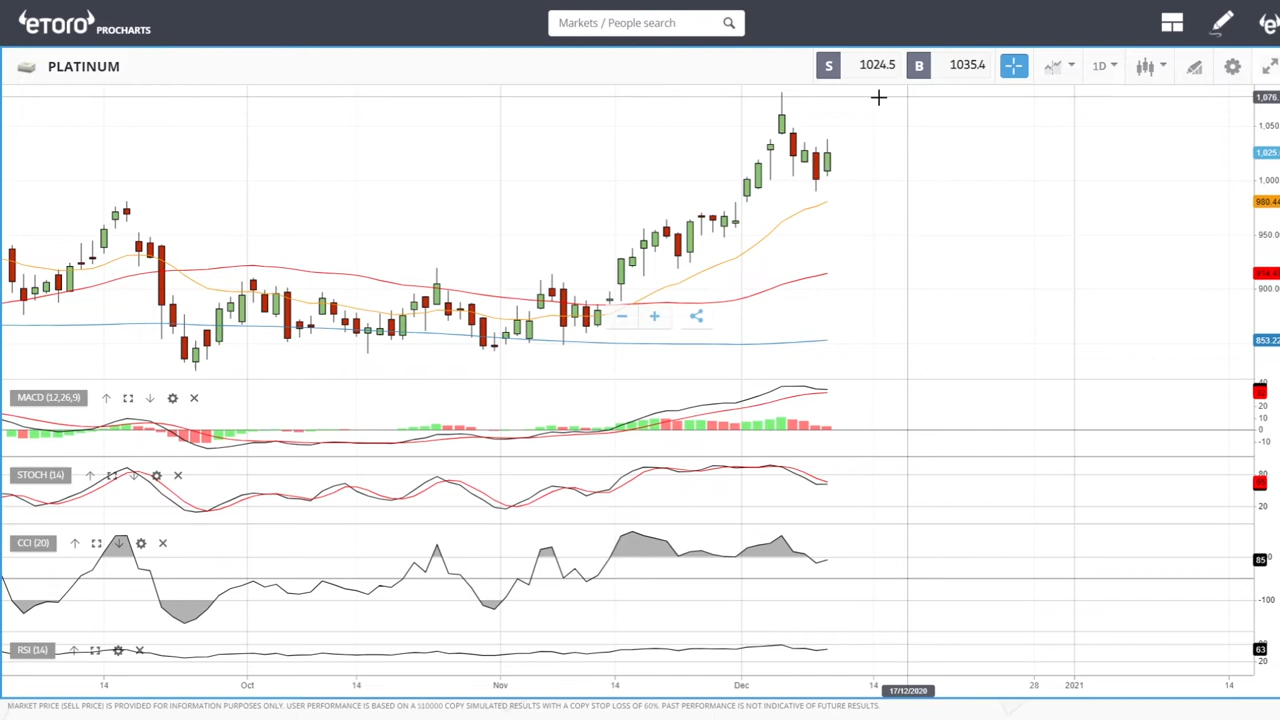 eToro PROCHARTS
Markets / People search
PLATINUM
S 1024.5 B 1035.4
1D
1,076.
1,050
1,025.
1,000
980.44
950.0
900.0
853.22
MACD (12,26,9)
40
20
10
0
-10
STOCH (14)
80
20
CCI (20)
85
-100
RSI (14)
63
20
14 Oct 14 Nov 14 Dec 14 17/12/2020 28 2021 14
MARKET PRICE (SELL PRICE) IS PROVIDED FOR INFORMATION PURPOSES ONLY. USER PERFORMANCE IS BASED ON A $10000 COPY SIMULATED RESULTS WITH A COPY STOP LOSS OF 60%. PAST PERFORMANCE IS NOT INDICATIVE OF FUTURE RESULTS.